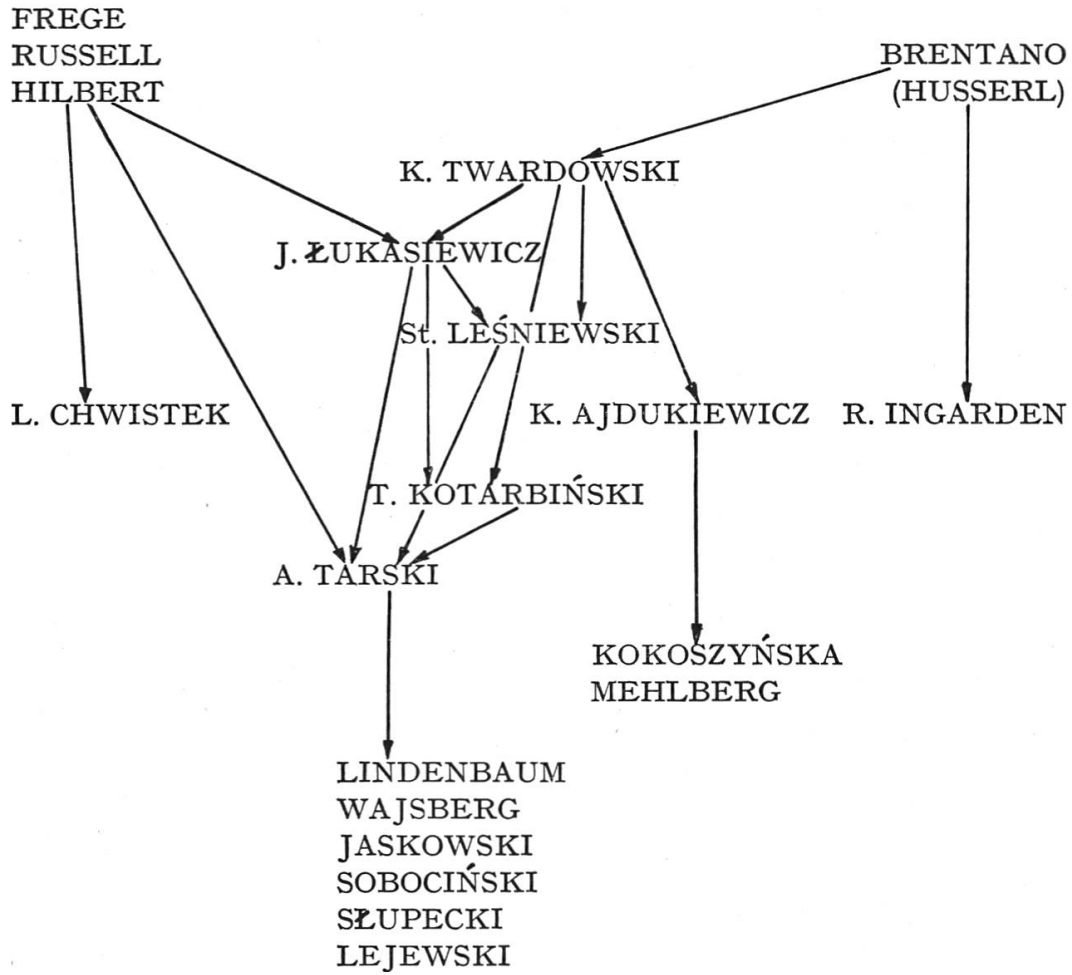 FREGE
RUSSELL
HILBERT
BRENTANO
(HUSSERL)
K. TWARDOWSKI
J. ŁUKASIEWICZ
St. LEŚNIEWSKI
L. CHWISTEK
K. AJDUKIEWICZ
R. INGARDEN
T. KOTARBIŃSKI
A. TARSKI
KOKOSZYŃSKA
MEHLBERG
LINDENBAUM
WAJSBERG
JASKOWSKI
SOBOCIŃSKI
SŁUPECKI
LEJEWSKI